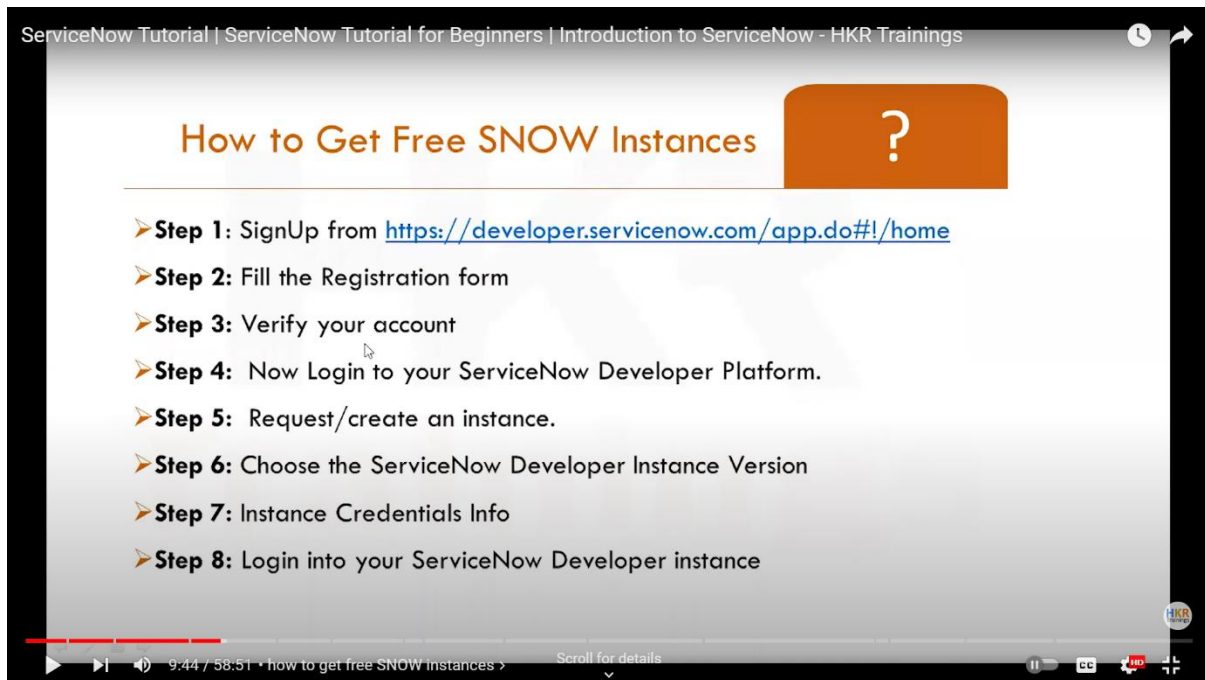 ServiceNow Tutorial | ServiceNow Tutorial for Beginners | Introduction to ServiceNow - HKR Trainings
How to Get Free SNOW Instances
?
➢Step 1: SignUp from https://developer.servicenow.com/app.do#!/home
➢Step 2: Fill the Registration form
➢Step 3: Verify your account
➢Step 4: Now Login to your ServiceNow Developer Platform.
➢Step 5: Request/create an instance.
➢Step 6: Choose the ServiceNow Developer Instance Version
➢Step 7: Instance Credentials Info
➢Step 8: Login into your ServiceNow Developer instance
HKR
Trainings
9:44 / 58:51 • how to get free SNOW Instances >
Scroll for details
CC
HD